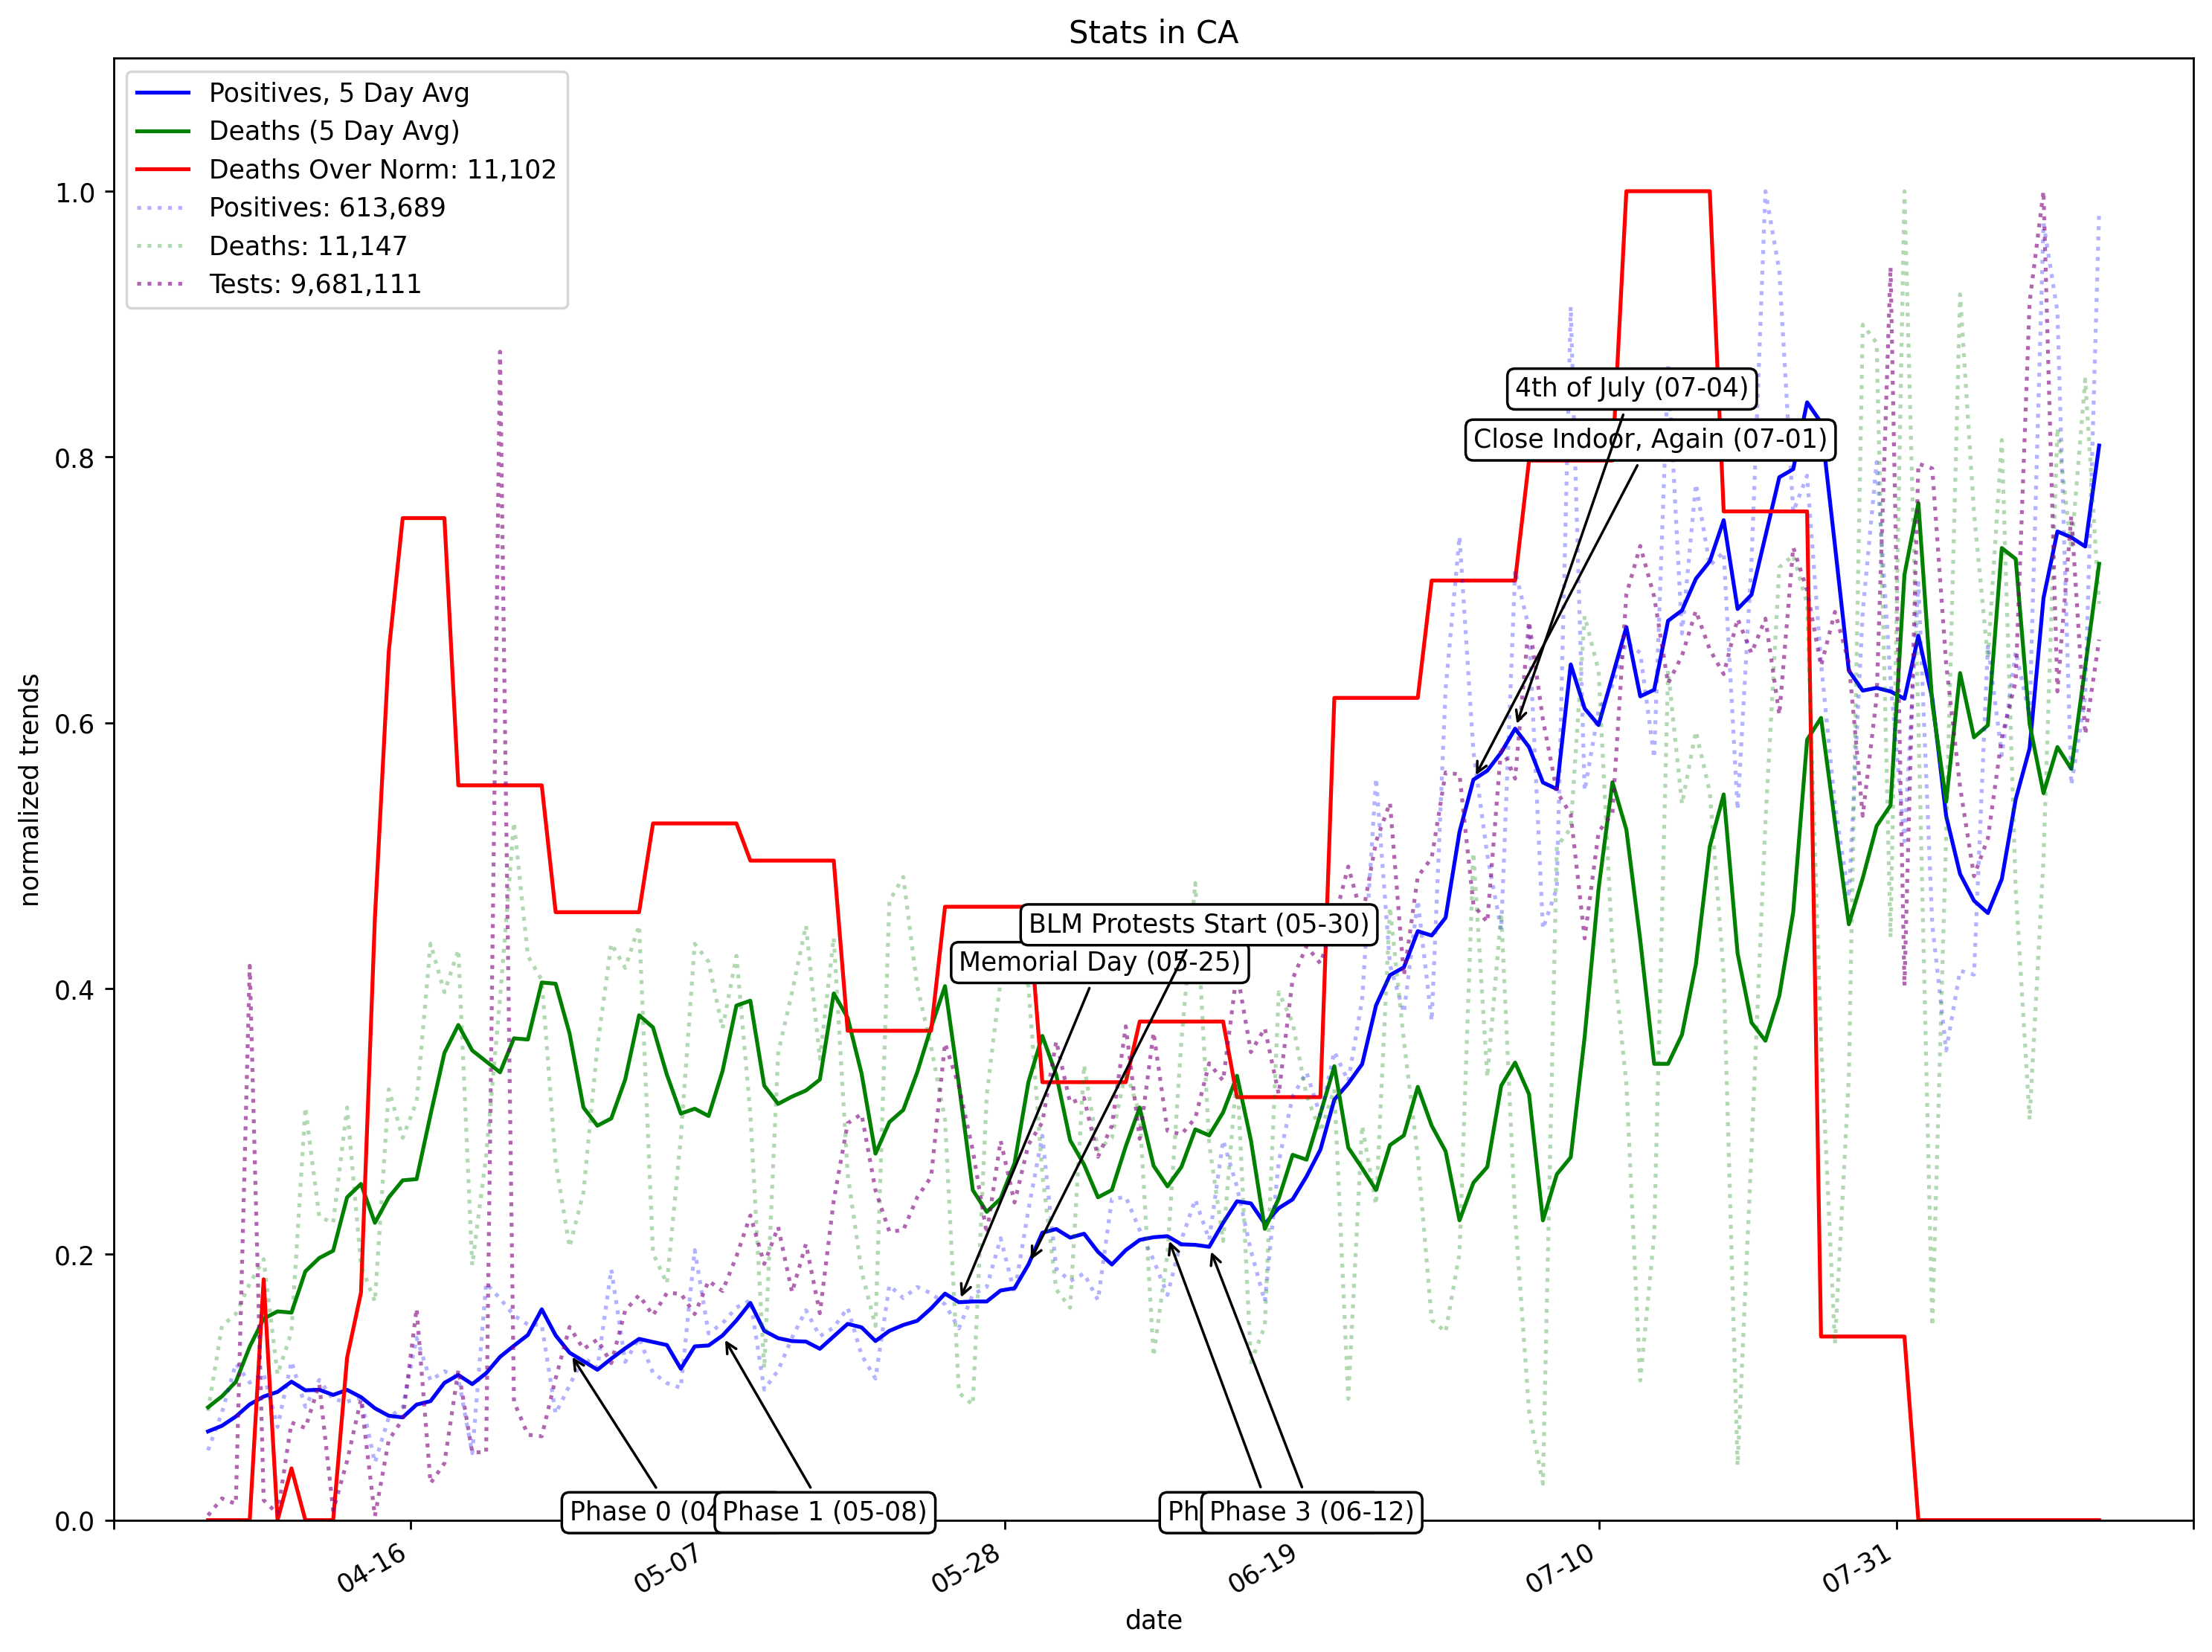 Stats in CA
Positives, 5 Day Avg
Deaths (5 Day Avg)
Deaths Over Norm: 11,102
Positives: 613,689
Deaths: 11,147
Tests: 9,681,111
1.0
0.8
0.6
0.4
0.2
0.0
normalized trends
4th of July (07-04)
Close Indoor, Again (07-01)
BLM Protests Start (05-30)
Memorial Day (05-25)
Phase 0 (04
Phase 1 (05-08)
Ph
Phase 3 (06-12)
04-16
05-07
05-28
06-19
07-10
07-31
date